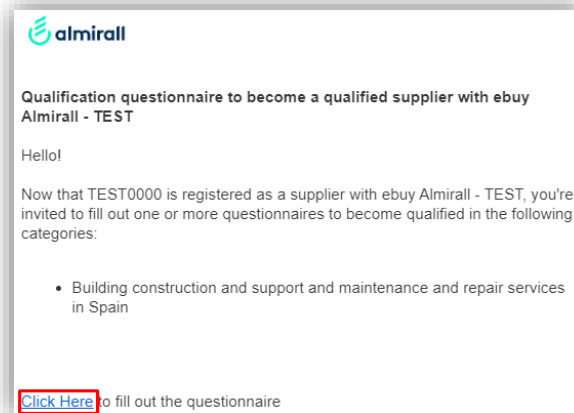 almirall
Qualification questionnaire to become a qualified supplier with ebuy
Almirall - TEST
Hello!
Now that TEST0000 is registered as a supplier with ebuy Almirall - TEST, you're
invited to fill out one or more questionnaires to become qualified in the following
categories:
• Building construction and support and maintenance and repair services
in Spain
Click Here to fill out the questionnaire